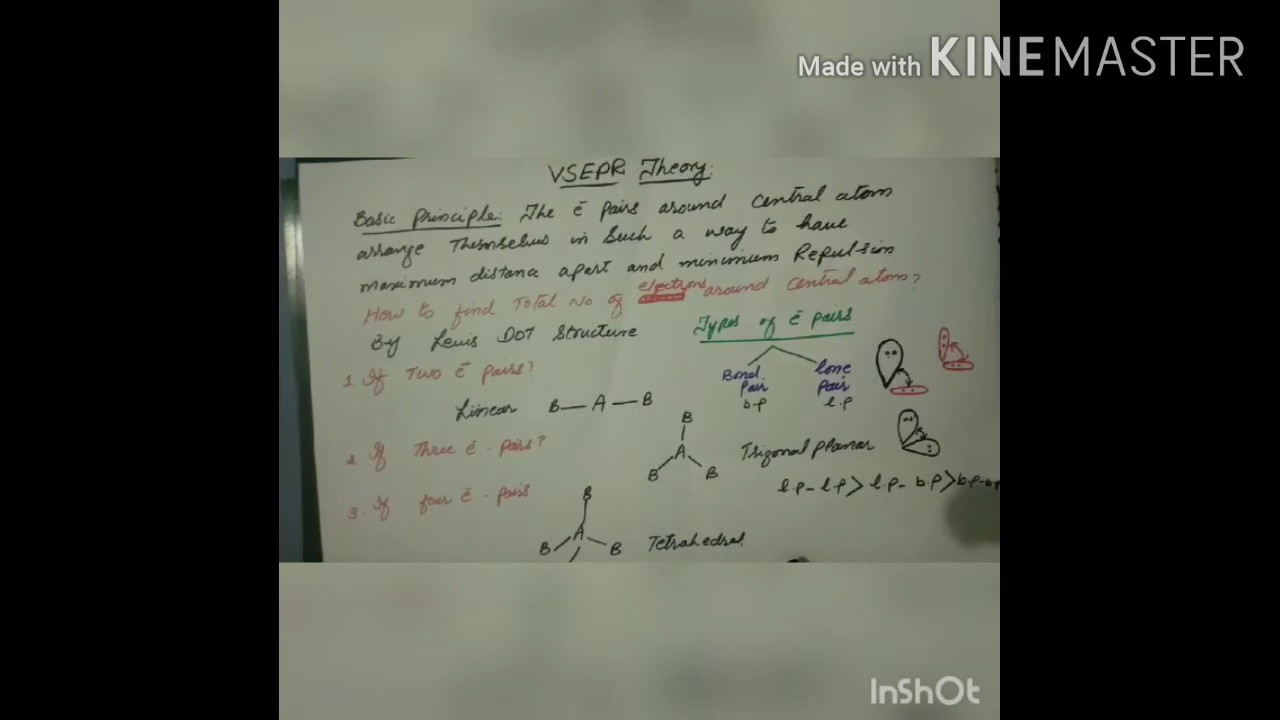 Made with KINEMASTER
VSEPR Theory:
Basic Principle: The ē pairs around central atom
arrange Themselves in Such a way to have
maximum distance apart and minimum Repulsion
How to find Total No of electrons around central atom?
By Lewis DOT Structure
Types of ē pairs
Bond pair b.p
lone pair l.p
1. If Two ē pairs?
Linear B — A — B
2. If Three ē - pairs?
B
A
B B
Trigonal planar
l.p - l.p > l.p - b.p > b.p - b.p
3. If four ē - pairs
B
A
B B
Tetrahedral
InShOt